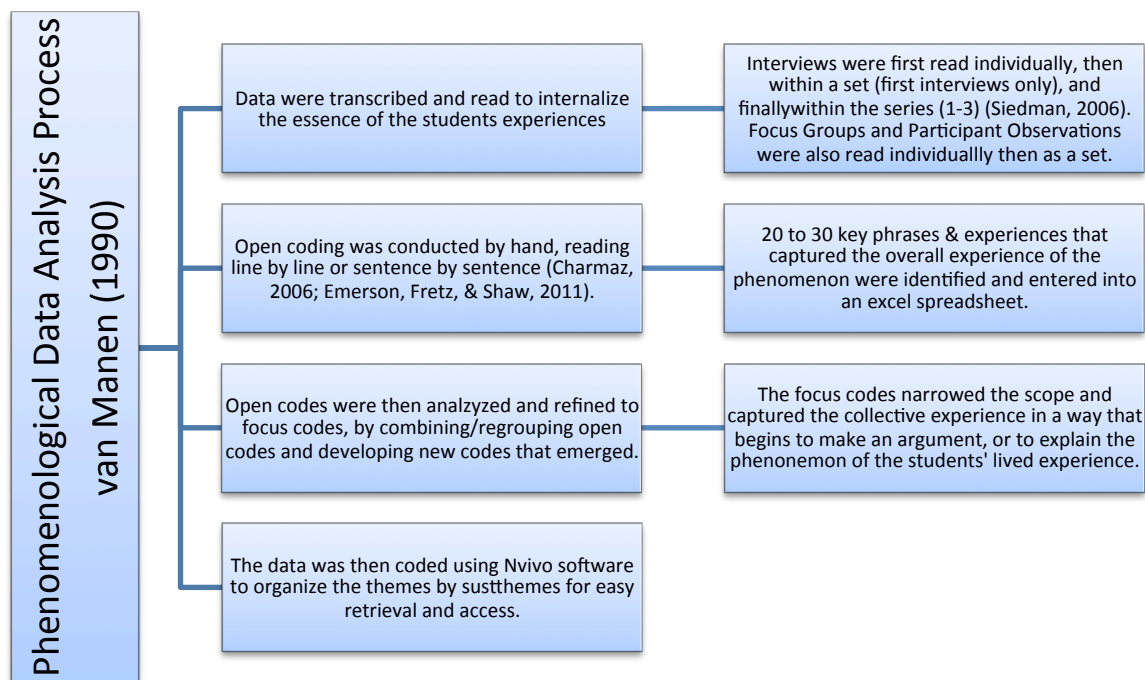 Phenomenological Data Analysis Process
van Manen (1990)
Data were transcribed and read to internalize
the essence of the students experiences
Interviews were first read individually, then
within a set (first interviews only), and
finallywithin the series (1-3) (Siedman, 2006).
Focus Groups and Participant Observations
were also read individuallly then as a set.
Open coding was conducted by hand, reading
line by line or sentence by sentence (Charmaz,
2006; Emerson, Fretz, & Shaw, 2011).
20 to 30 key phrases & experiences that
captured the overall experience of the
phenomenon were identified and entered into
an excel spreadsheet.
Open codes were then analzyzed and refined to
focus codes, by combining/regrouping open
codes and developing new codes that emerged.
The focus codes narrowed the scope and
captured the collective experience in a way that
begins to make an argument, or to explain the
phenonemon of the students' lived experience.
The data was then coded using Nvivo software
to organize the themes by sustthemes for easy
retrieval and access.